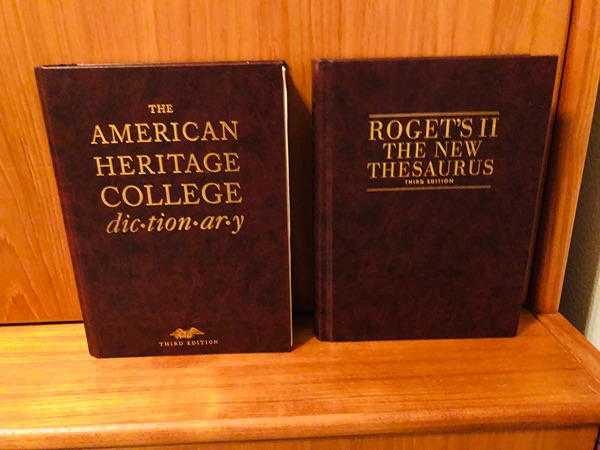 THE
AMERICAN
HERITAGE
COLLEGE
dic•tion•ar•y
THIRD EDITION
ROGET'S II
THE NEW
THESAURUS
THIRD EDITION